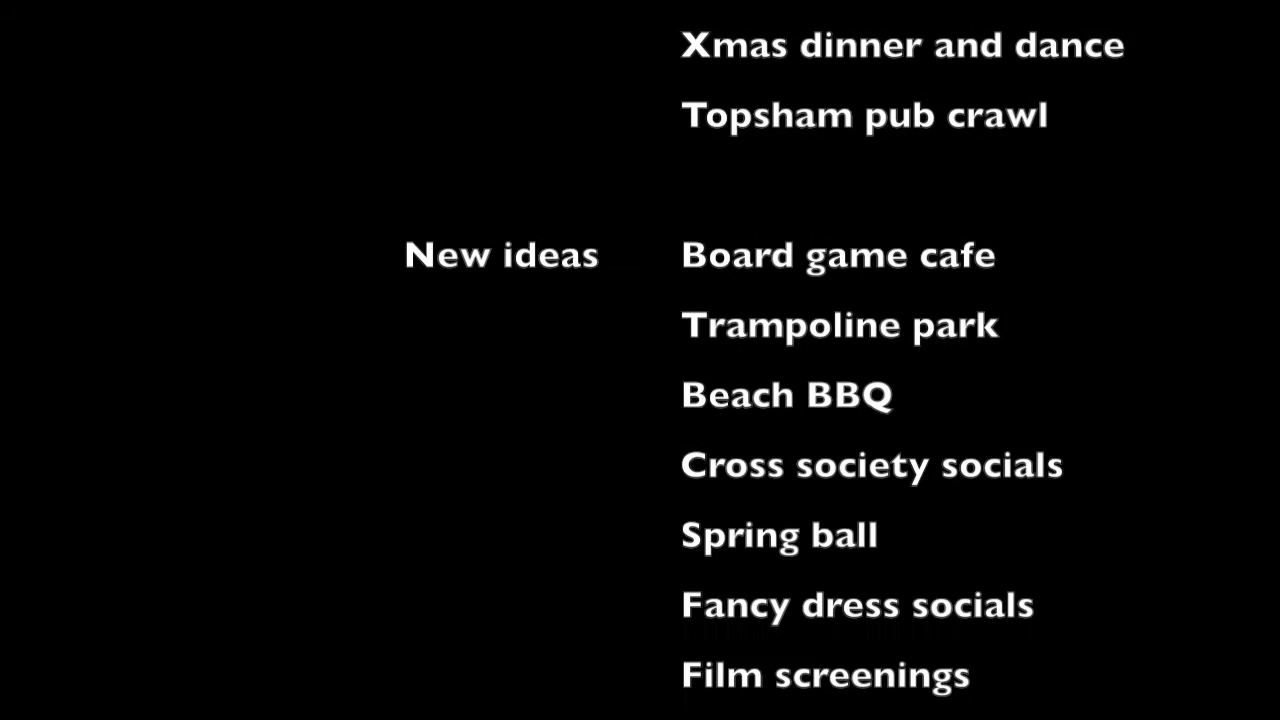 Xmas dinner and dance
Topsham pub crawl
New ideas Board game cafe
Trampoline park
Beach BBQ
Cross society socials
Spring ball
Fancy dress socials
Film screenings